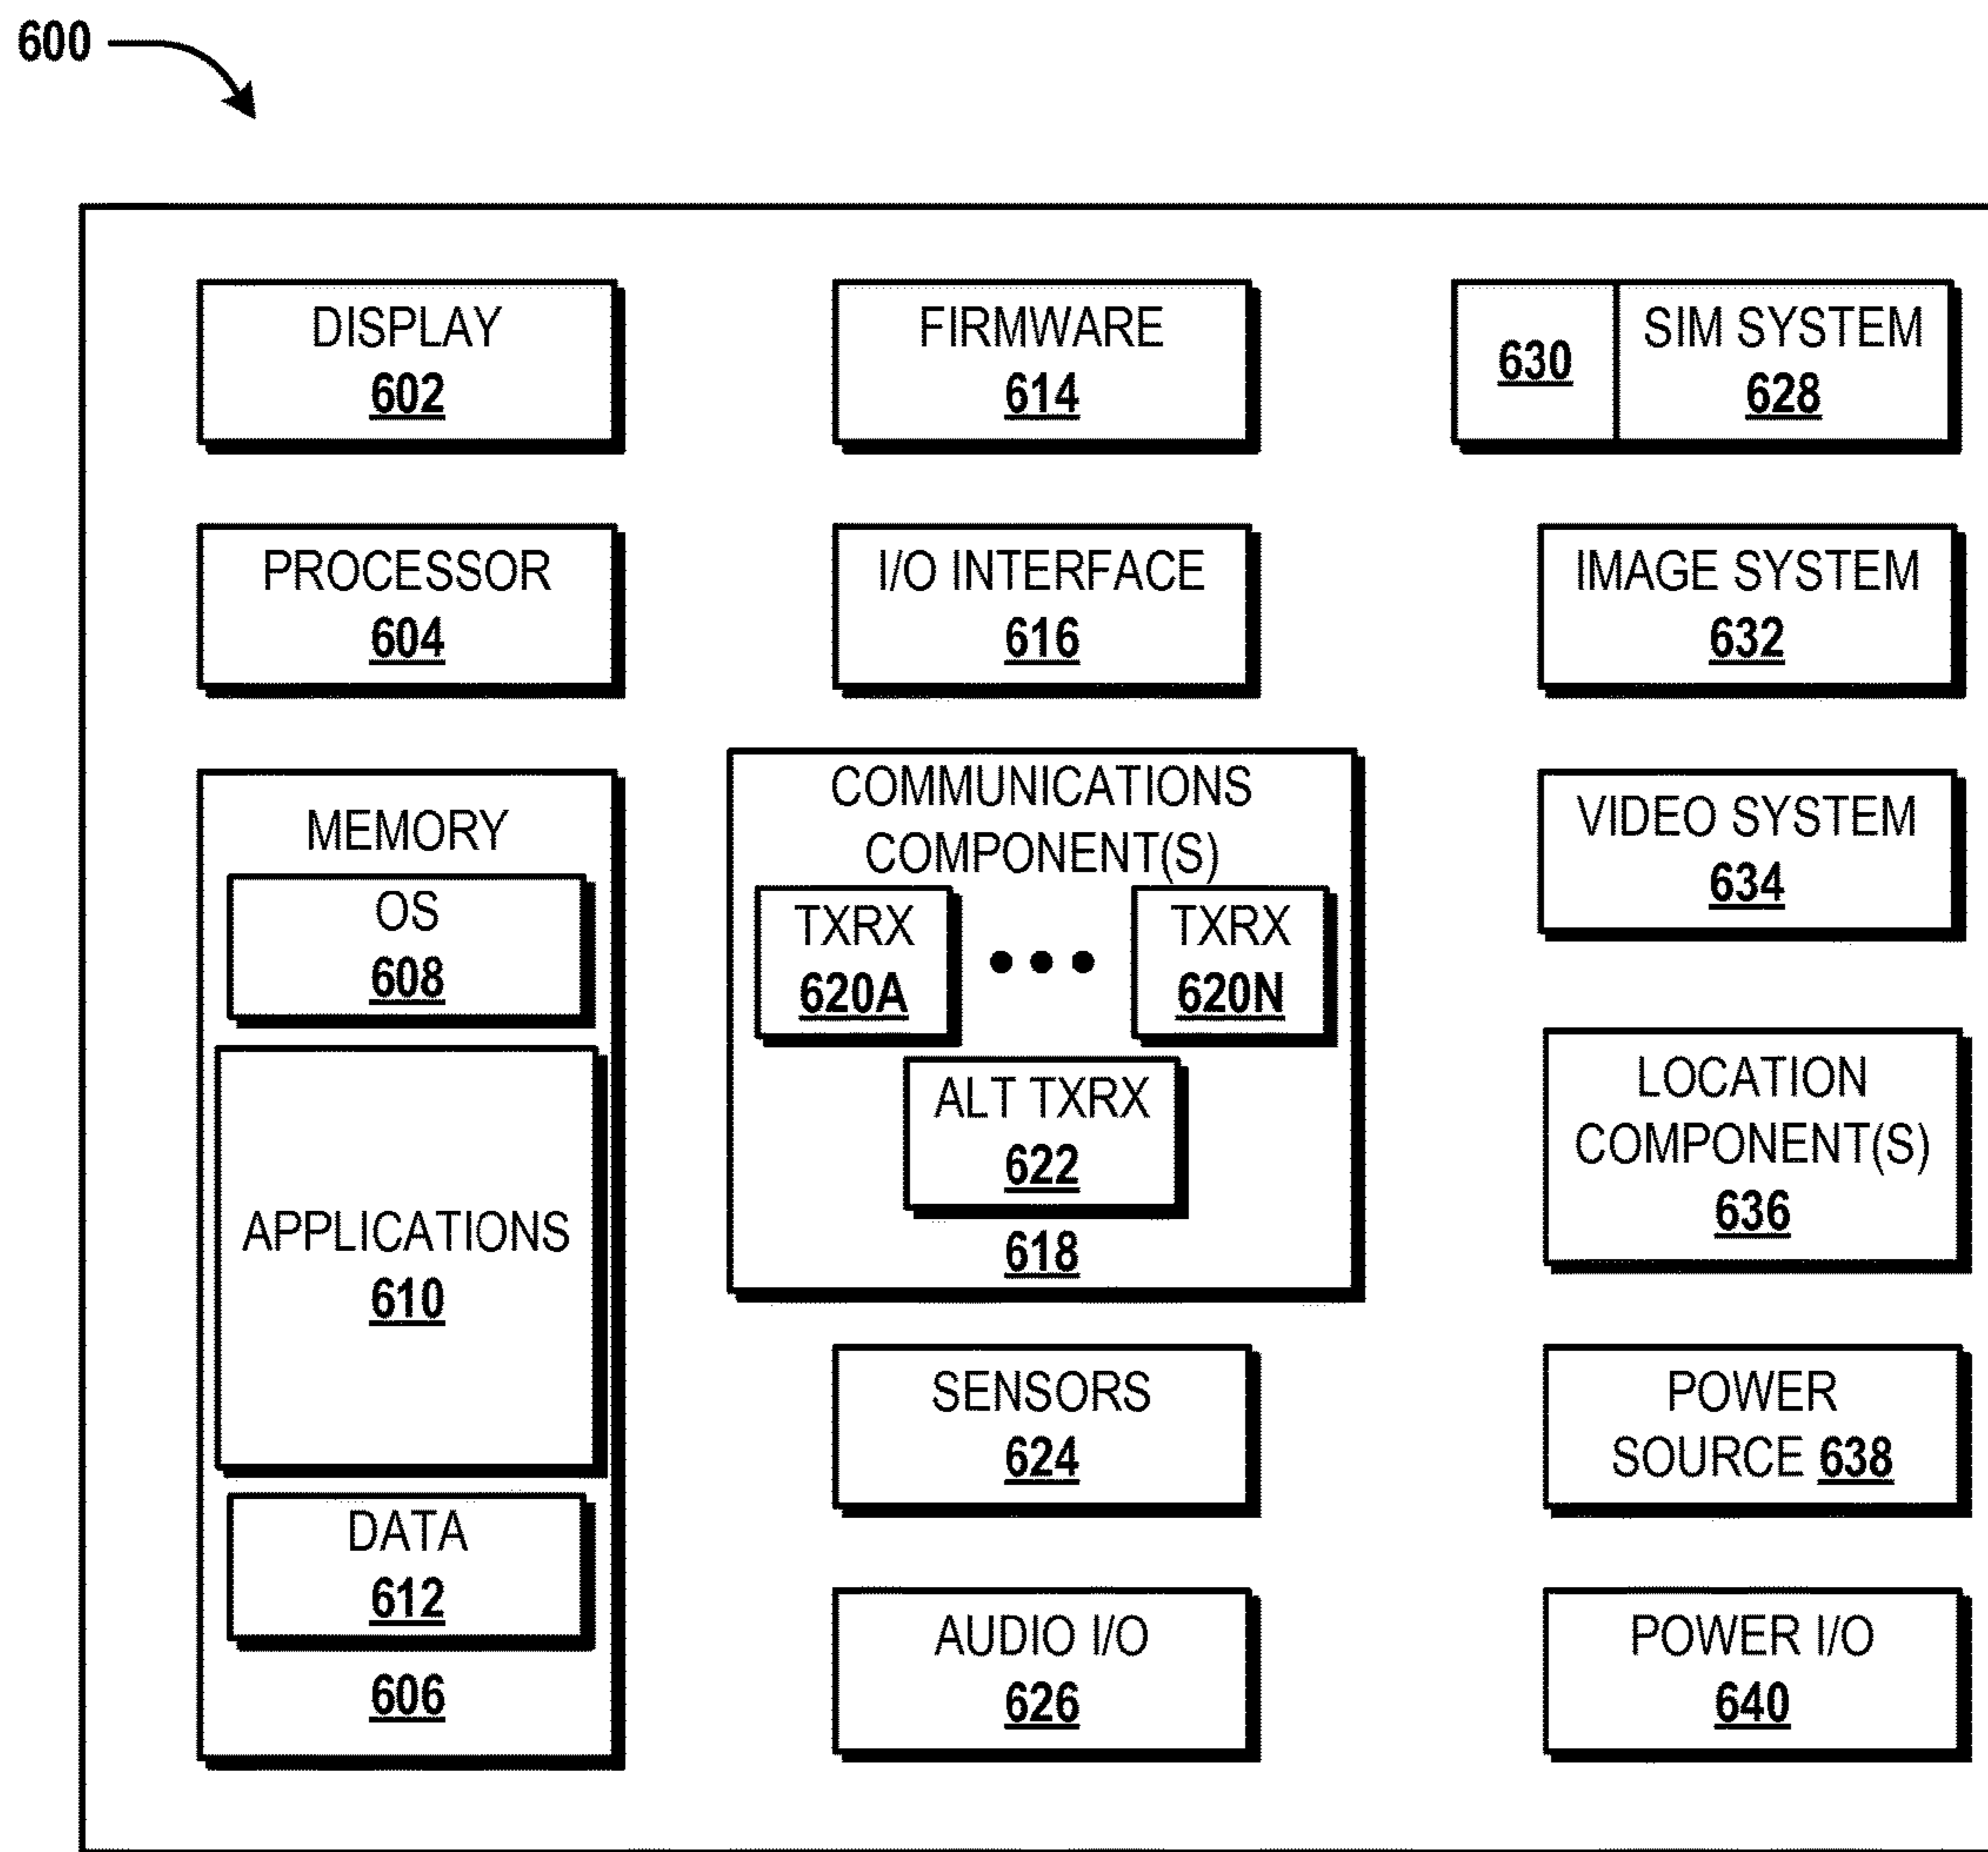 600
DISPLAY
602
PROCESSOR
604
MEMORY
OS
608
APPLICATIONS
610
DATA
612
606
FIRMWARE
614
I/O INTERFACE
616
COMMUNICATIONS
COMPONENT(S)
TXRX
620A
TXRX
620N
ALT TXRX
622
618
SENSORS
624
AUDIO I/O
626
630
SIM SYSTEM
628
IMAGE SYSTEM
632
VIDEO SYSTEM
634
LOCATION
COMPONENT(S)
636
POWER
SOURCE 638
POWER I/O
640